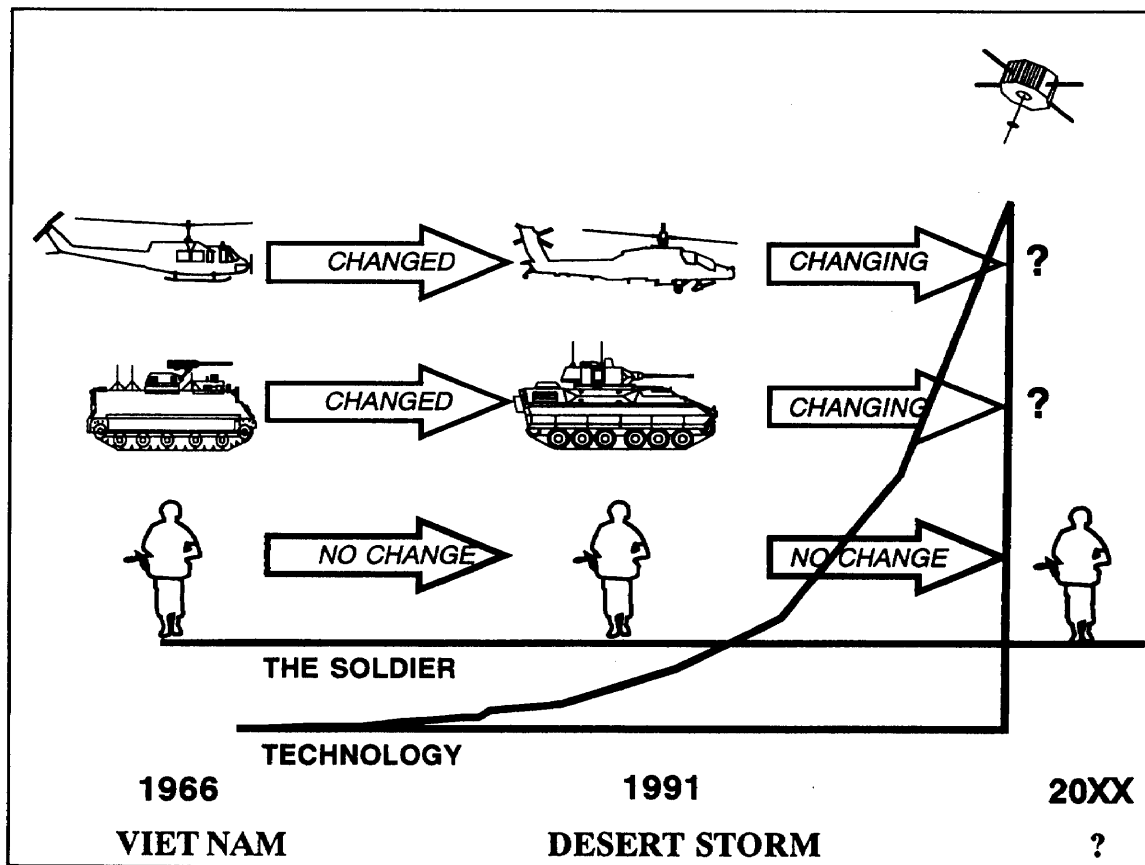 CHANGED
CHANGING
?
CHANGED
CHANGING
?
NO CHANGE
NO CHANGE
THE SOLDIER
TECHNOLOGY
1966
1991
20XX
VIET NAM
DESERT STORM
?